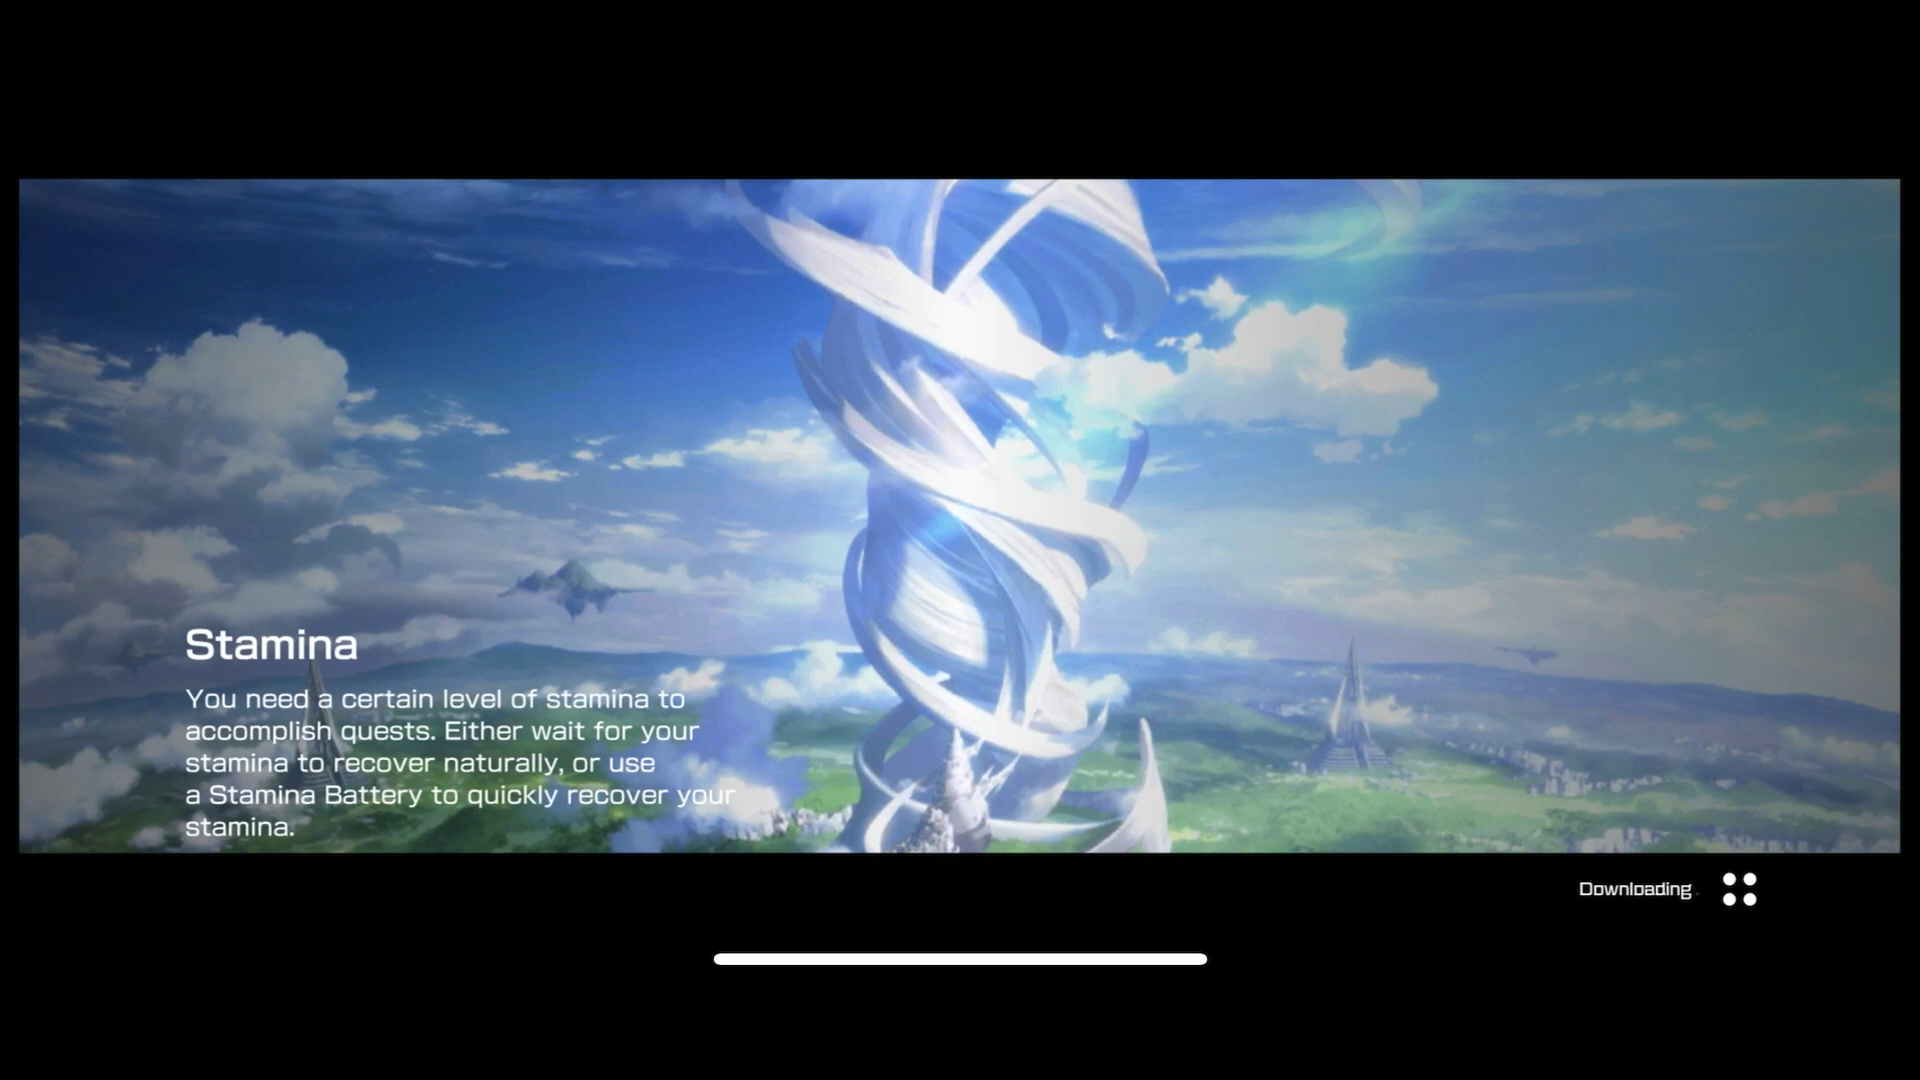 Stamina
You need a certain level of stamina to
accomplish quests. Either wait for your
stamina to recover naturally, or use
a Stamina Battery to quickly recover your
stamina.
Downloading